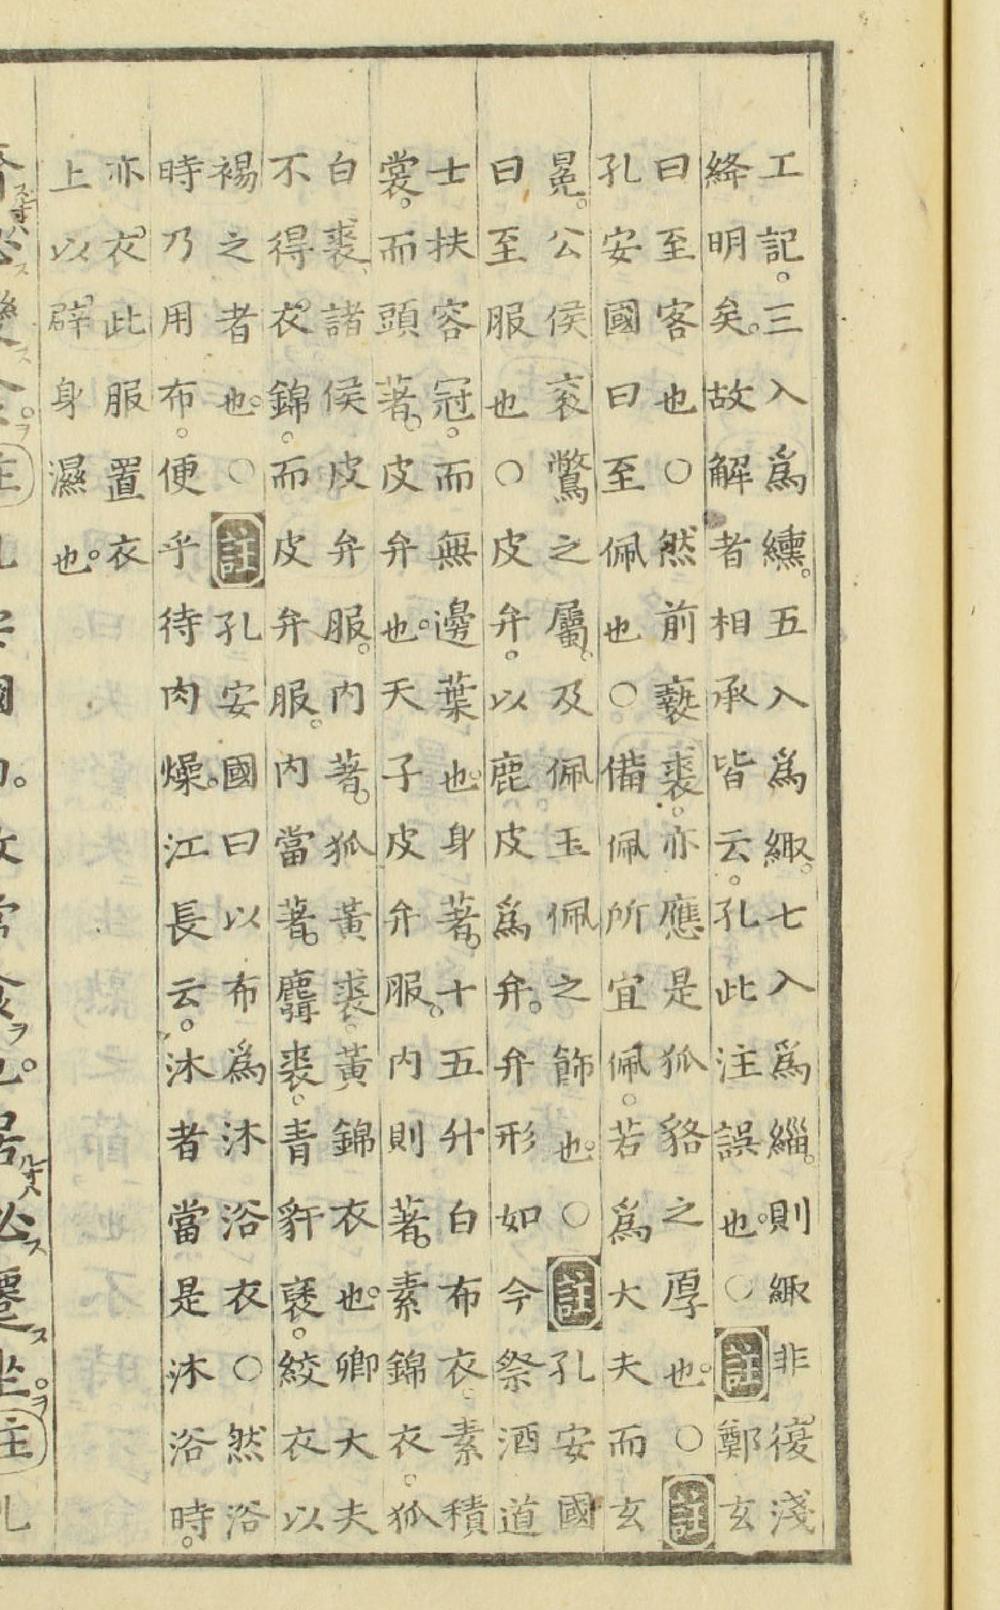 工記。三入爲纁。五入爲緅。七入爲緇。則緅非復淺
絳明矣。故解者相承皆云。孔此注誤也。○註鄭玄
曰至客也○然前褻裘。亦應是狐貉之厚也。○註
孔安國曰至佩也○。備佩所宜佩。若爲大夫而玄
冕。公侯袞鷩之屬。及佩玉佩之飾也。○註孔安國
曰至服也○皮弁。以鹿皮爲弁。弁形如今祭酒道
士扶容冠。而無邊葉也。身著。十五升白布衣。素積
裳。而頭著。皮弁也。天子皮弁服。内則著。素錦衣。狐
白裘。諸侯皮弁服。内著。狐黃裘。黃錦衣也。卿大夫
不得衣。錦。而皮弁服。内當著。麛裘。青豻褎。絞衣以
裼之者也。○註孔安國曰以布爲沐浴衣○然浴
時乃用布。便乎待肉燥。江長云。沐者當是沐浴時。
亦衣。此服置衣
上以辟。身濕也。